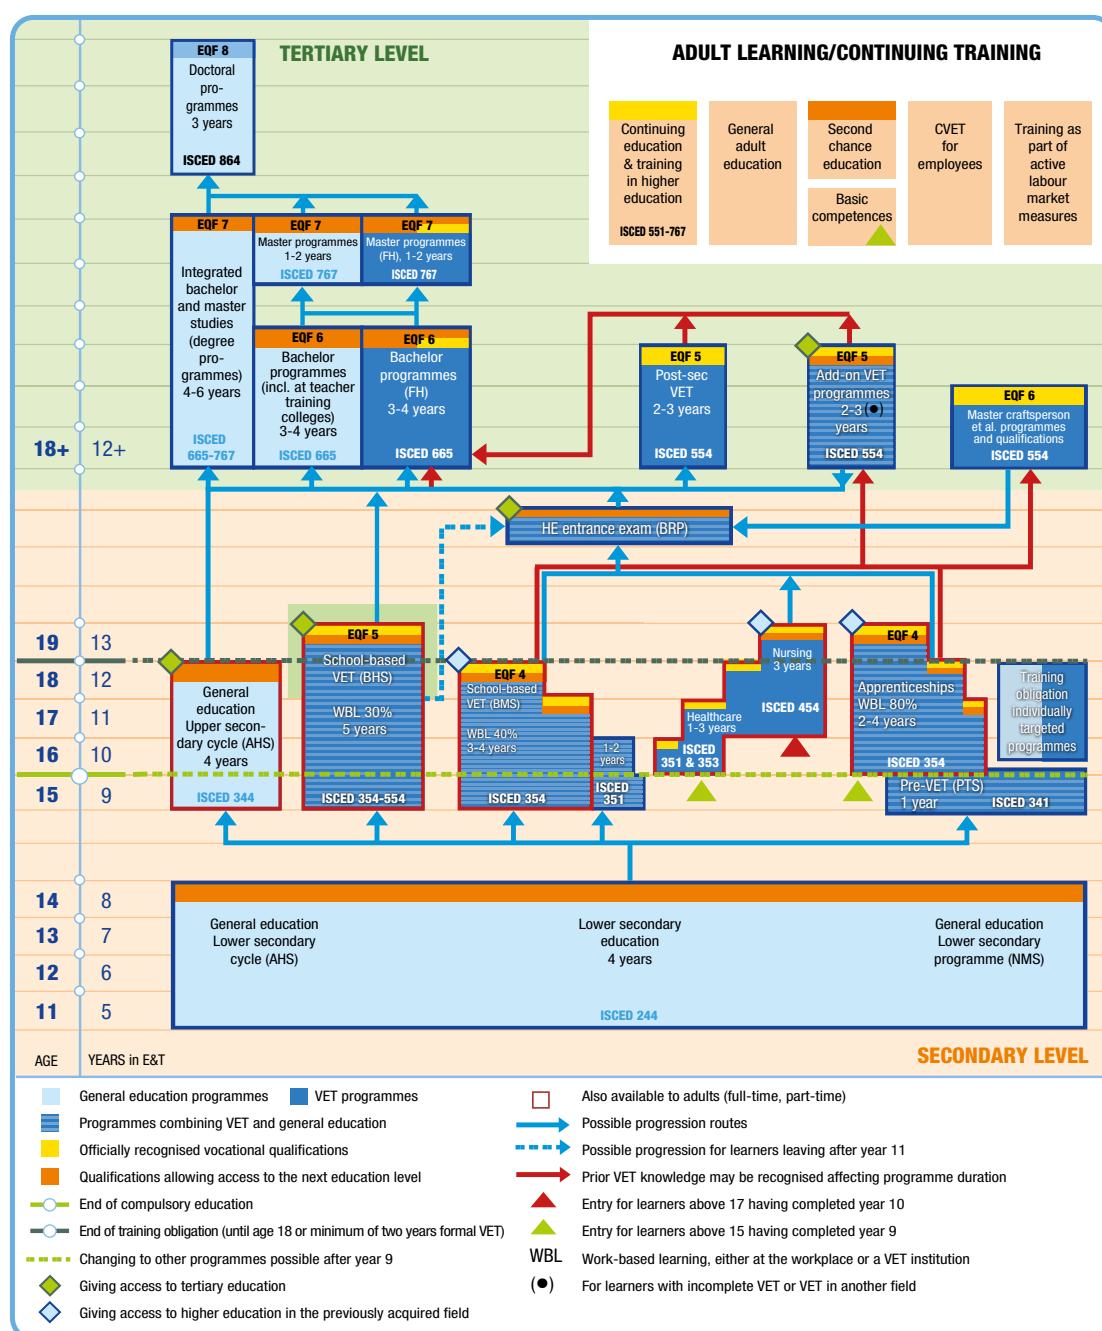 TERTIARY LEVEL
ADULT LEARNING/CONTINUING TRAINING
Continuing
education
& training
in higher
education
ISCED 551-767
General
adult
education
Second
chance
education
Basic
competences
CVET
for
employees
Training as
part of
active
labour
market
measures
EQF 8
Doctoral
pro-
grammes
3 years
ISCED 864
EQF 7
Integrated
bachelor
and master
studies
(degree
pro-
grammes)
4-6 years
ISCED
665-767
EQF 7
Master programmes
1-2 years
ISCED 767
EQF 7
Master programmes
(FH), 1-2 years
ISCED 767
EQF 6
Bachelor
programmes
(incl. at teacher
training
colleges)
3-4 years
ISCED 665
EQF 6
Bachelor
programmes
(FH)
3-4 years
ISCED 665
EQF 5
Post-sec
VET
2-3 years
ISCED 554
EQF 5
Add-on VET
programmes
2-3 (●)
years
ISCED 554
EQF 6
Master craftsperson
et al. programmes
and qualifications
ISCED 554
18+ 12+
HE entrance exam (BRP)
19 13
18 12
17 11
16 10
15 9
General
education
Upper secon-
dary cycle (AHS)
4 years
ISCED 344
EQF 5
School-based
VET (BHS)
WBL 30%
5 years
ISCED 354-554
EQF 4
School-based
VET (BMS)
WBL 40%
3-4 years
ISCED 354
1-2
years
ISCED
351
Healthcare
1-3 years
ISCED
351 & 353
Nursing
3 years
ISCED 454
EQF 4
Apprenticeships
WBL 80%
2-4 years
ISCED 354
Training
obligation
individually
targeted
programmes
Pre-VET (PTS)
1 year
ISCED 341
14 8
13 7
12 6
11 5
General education
Lower secondary
cycle (AHS)
Lower secondary
education
4 years
General education
Lower secondary
programme (NMS)
ISCED 244
AGE
YEARS in E&T
SECONDARY LEVEL
General education programmes
VET programmes
Programmes combining VET and general education
Officially recognised vocational qualifications
Qualifications allowing access to the next education level
End of compulsory education
End of training obligation (until age 18 or minimum of two years formal VET)
Changing to other programmes possible after year 9
Giving access to tertiary education
Giving access to higher education in the previously acquired field
Also available to adults (full-time, part-time)
Possible progression routes
Possible progression for learners leaving after year 11
Prior VET knowledge may be recognised affecting programme duration
Entry for learners above 17 having completed year 10
Entry for learners above 15 having completed year 9
WBL Work-based learning, either at the workplace or a VET institution
(●) For learners with incomplete VET or VET in another field